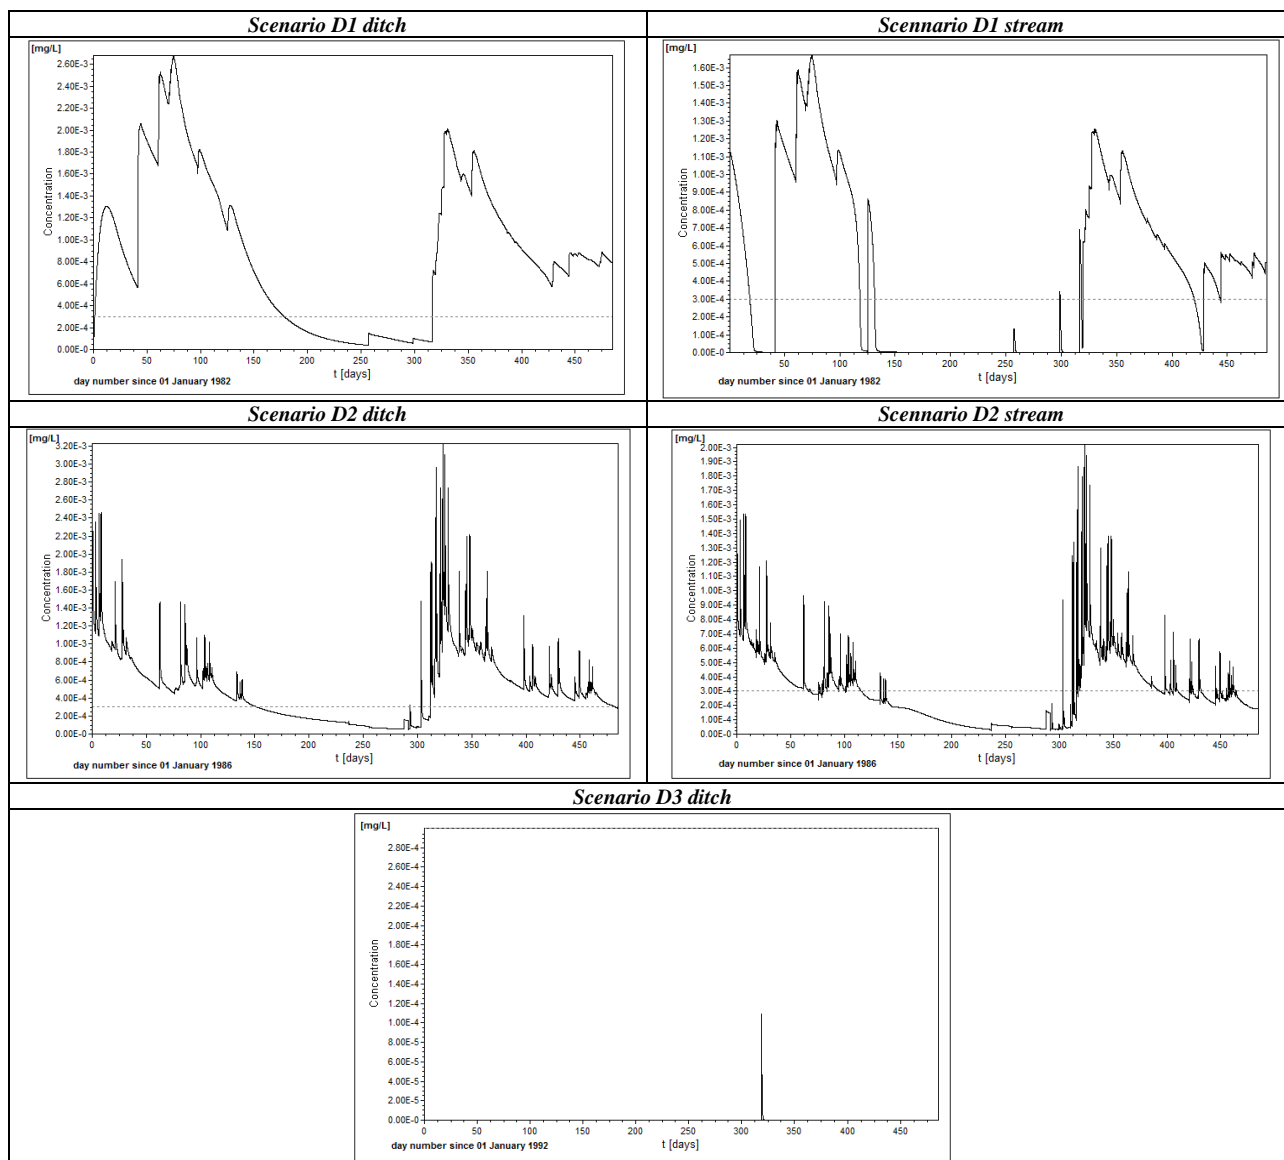 Scenario D1 ditch
Scennario D1 stream
[mg/L]
2.60E-3
2.40E-3
2.20E-3
2.00E-3
1.80E-3
1.60E-3
1.40E-3
1.20E-3
1.00E-3
8.00E-4
6.00E-4
4.00E-4
2.00E-4
0.00E-0
Concentration
0 50 100 150 200 250 300 350 400 450
t [days]
day number since 01 January 1982
[mg/L]
1.60E-3
1.50E-3
1.40E-3
1.30E-3
1.20E-3
1.10E-3
1.00E-3
9.00E-4
8.00E-4
7.00E-4
6.00E-4
5.00E-4
4.00E-4
3.00E-4
2.00E-4
1.00E-4
0.00E-0
Concentration
50 100 150 200 250 300 350 400 450
t [days]
day number since 01 January 1982
Scenario D2 ditch
Scennario D2 stream
[mg/L]
3.20E-3
3.00E-3
2.80E-3
2.60E-3
2.40E-3
2.20E-3
2.00E-3
1.80E-3
1.60E-3
1.40E-3
1.20E-3
1.00E-3
8.00E-4
6.00E-4
4.00E-4
2.00E-4
0.00E-0
Concentration
0 50 100 150 200 250 300 350 400 450
t [days]
day number since 01 January 1986
[mg/L]
2.00E-3
1.90E-3
1.80E-3
1.70E-3
1.60E-3
1.50E-3
1.40E-3
1.30E-3
1.20E-3
1.10E-3
1.00E-3
9.00E-4
8.00E-4
7.00E-4
6.00E-4
5.00E-4
4.00E-4
3.00E-4
2.00E-4
1.00E-4
0.00E-0
Concentration
0 50 100 150 200 250 300 350 400 450
t [days]
day number since 01 January 1986
Scenario D3 ditch
[mg/L]
2.80E-4
2.60E-4
2.40E-4
2.20E-4
2.00E-4
1.80E-4
1.60E-4
1.40E-4
1.20E-4
1.00E-4
8.00E-5
6.00E-5
4.00E-5
2.00E-5
0.00E-0
Concentration
0 50 100 150 200 250 300 350 400 450
t [days]
day number since 01 January 1992